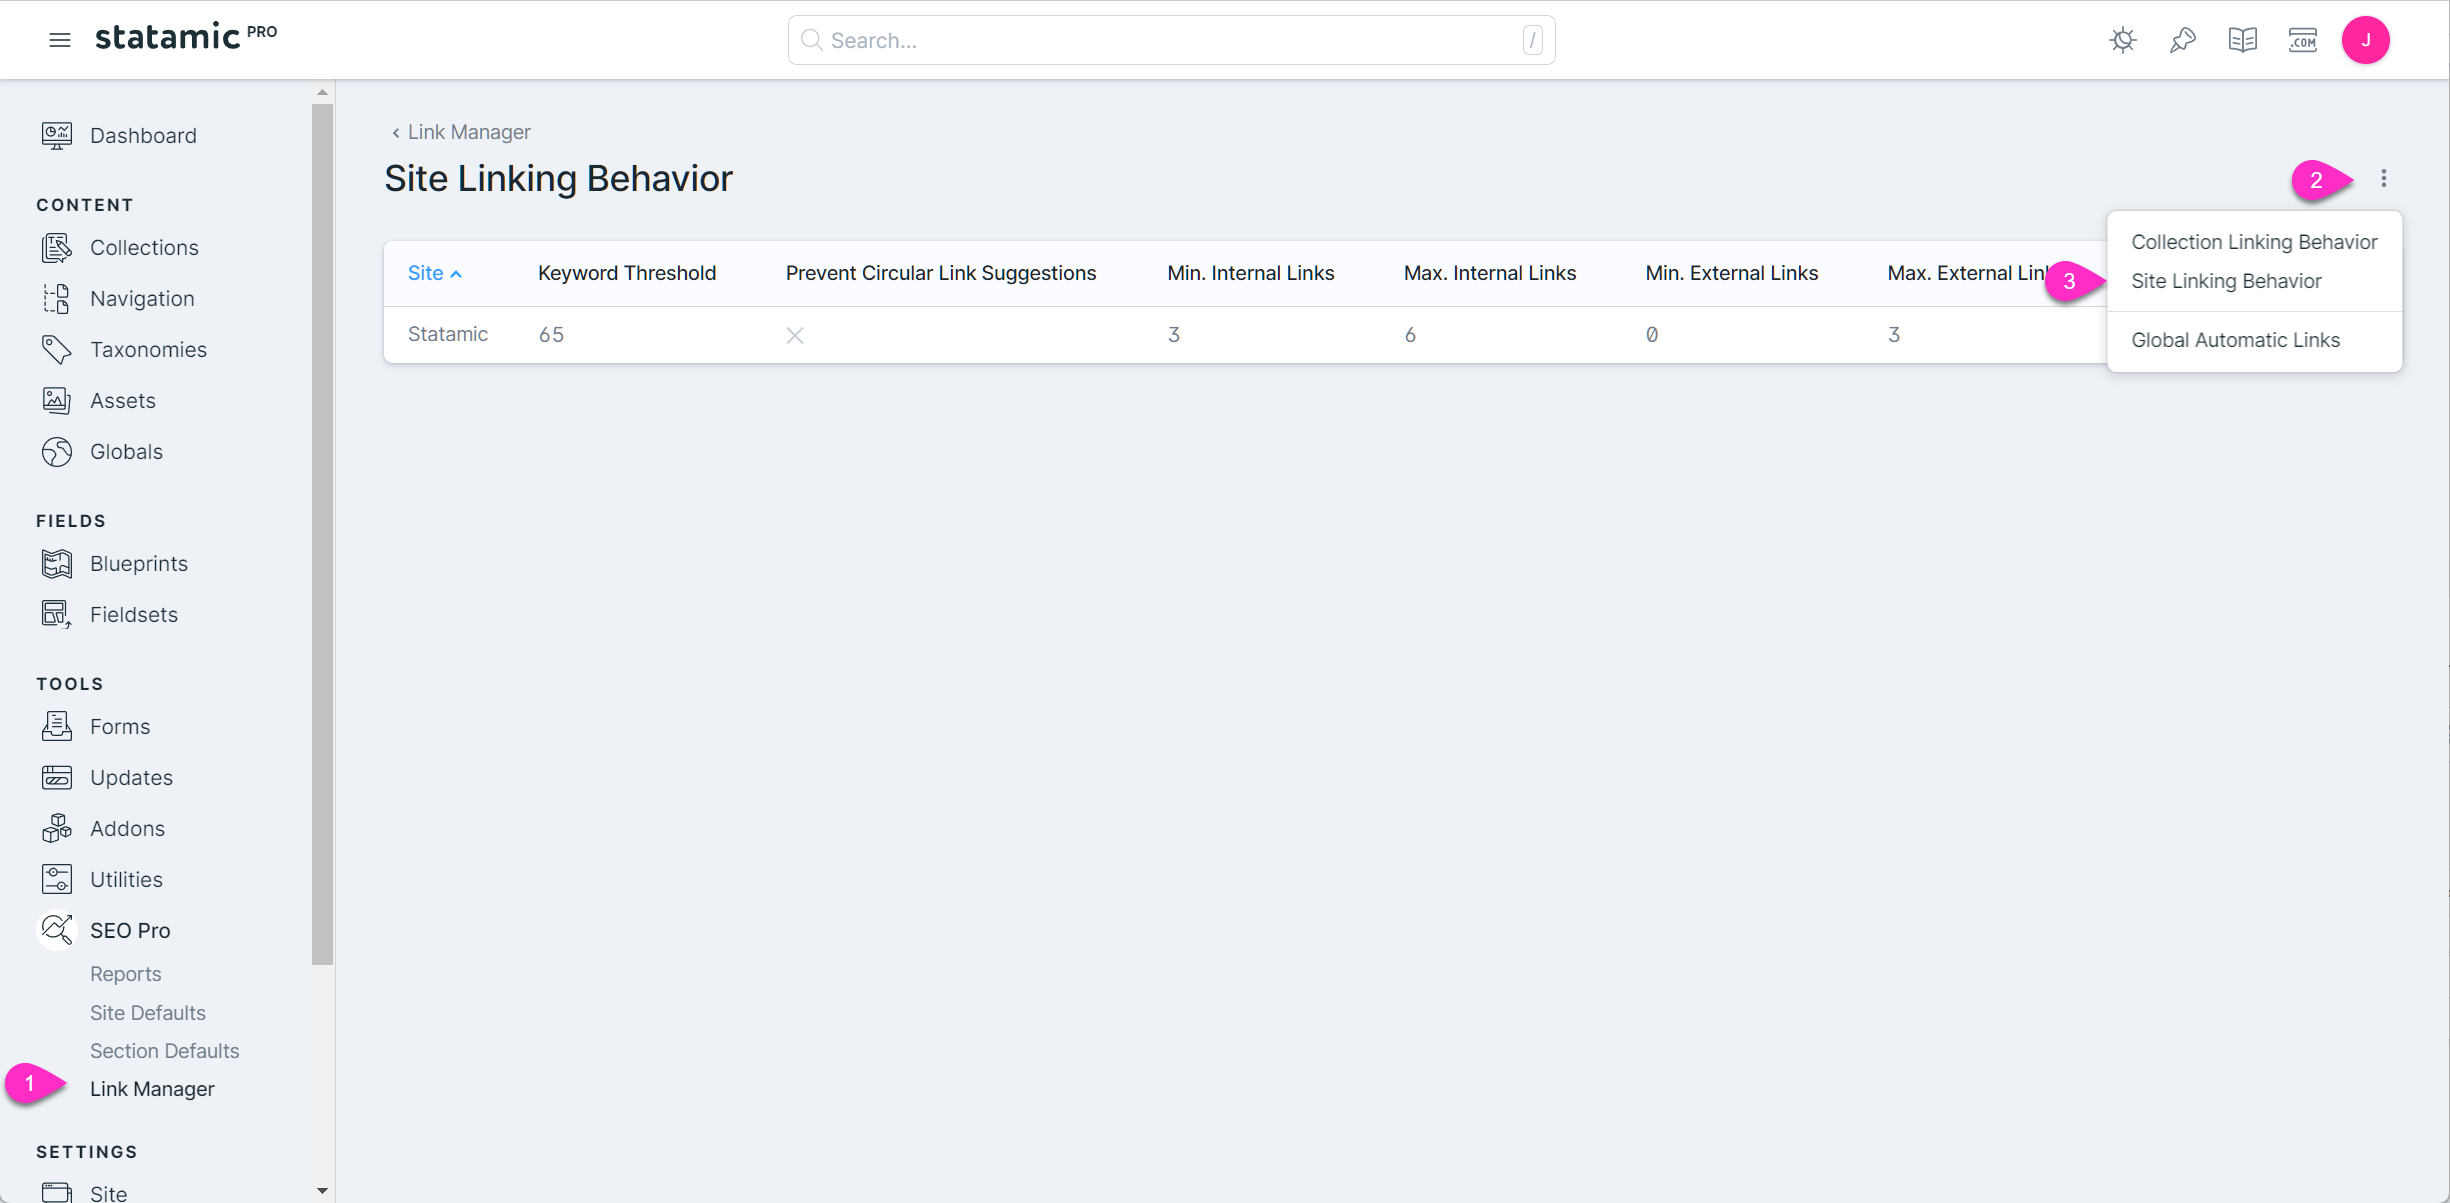 statamic PRO
Search...
/
.COM
J
Dashboard
CONTENT
Collections
Navigation
Taxonomies
Assets
Globals
FIELDS
Blueprints
Fieldsets
TOOLS
Forms
Updates
Addons
Utilities
SEO Pro
Reports
Site Defaults
Section Defaults
1 Link Manager
SETTINGS
Site
‹ Link Manager
Site Linking Behavior
2
Site Keyword Threshold Prevent Circular Link Suggestions Min. Internal Links Max. Internal Links Min. External Links Max. External Lin
Statamic 65 3 6 0 3
Collection Linking Behavior
3 Site Linking Behavior
Global Automatic Links